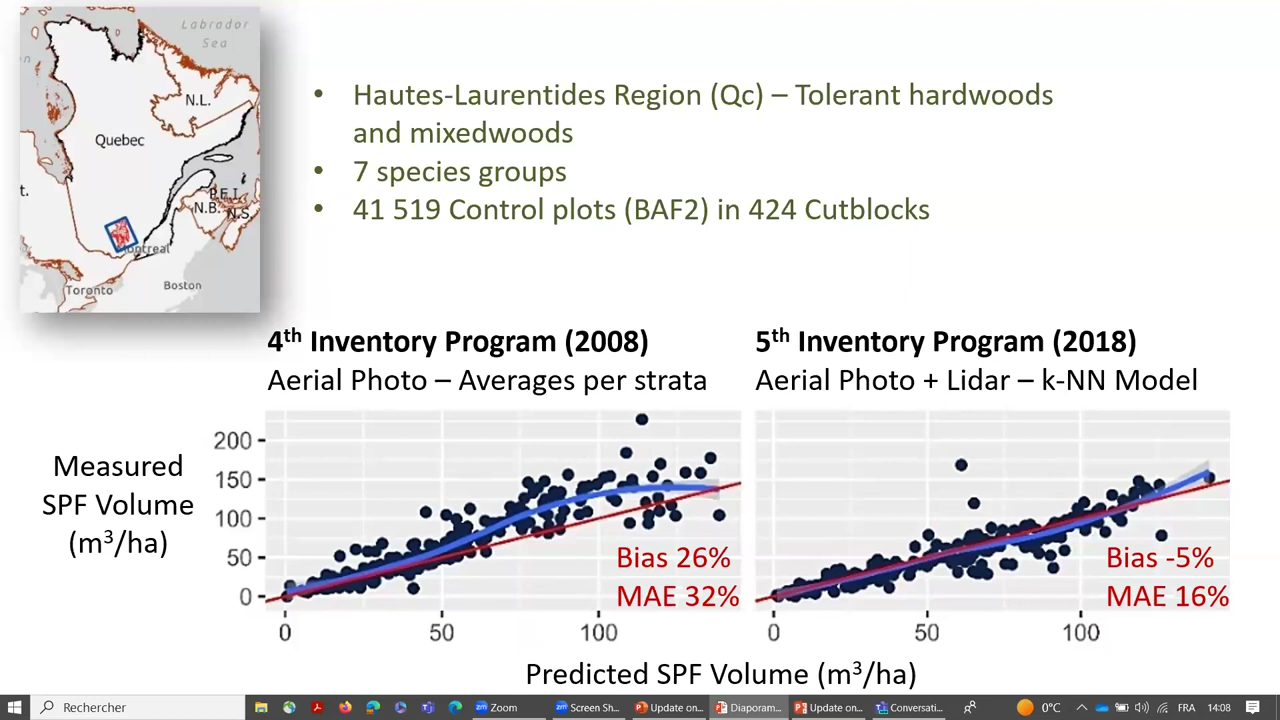 Labrador
Sea
N.L.
Quebec
t.
P.E.I.
N.B.
N.S.
Montreal
Toronto
Boston
• Hautes-Laurentides Region (Qc) – Tolerant hardwoods
and mixedwoods
• 7 species groups
• 41 519 Control plots (BAF2) in 424 Cutblocks
4th Inventory Program (2008)
Aerial Photo – Averages per strata
5th Inventory Program (2018)
Aerial Photo + Lidar – k-NN Model
Measured
SPF Volume
(m³/ha)
200
150
100
50
0
Bias 26%
MAE 32%
0 50 100
Bias -5%
MAE 16%
0 50 100
Predicted SPF Volume (m³/ha)
Rechercher
Zoom
Screen Sh...
Update on...
Diaporam...
Update on...
Conversati...
0°C
FRA
14:08